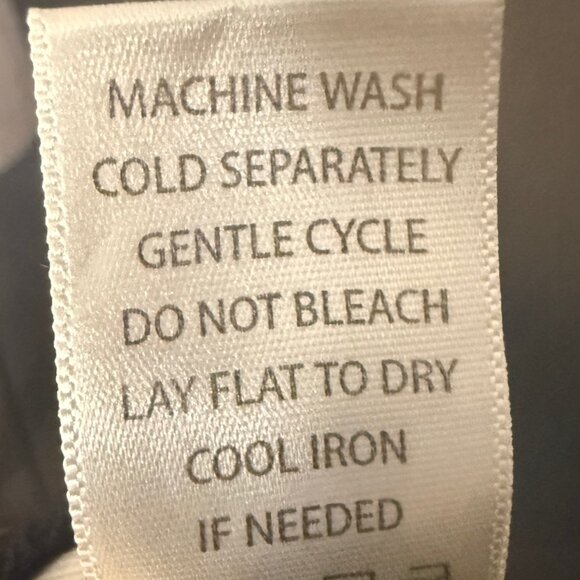 MACHINE WASH
COLD SEPARATELY
GENTLE CYCLE
DO NOT BLEACH
LAY FLAT TO DRY
COOL IRON
IF NEEDED